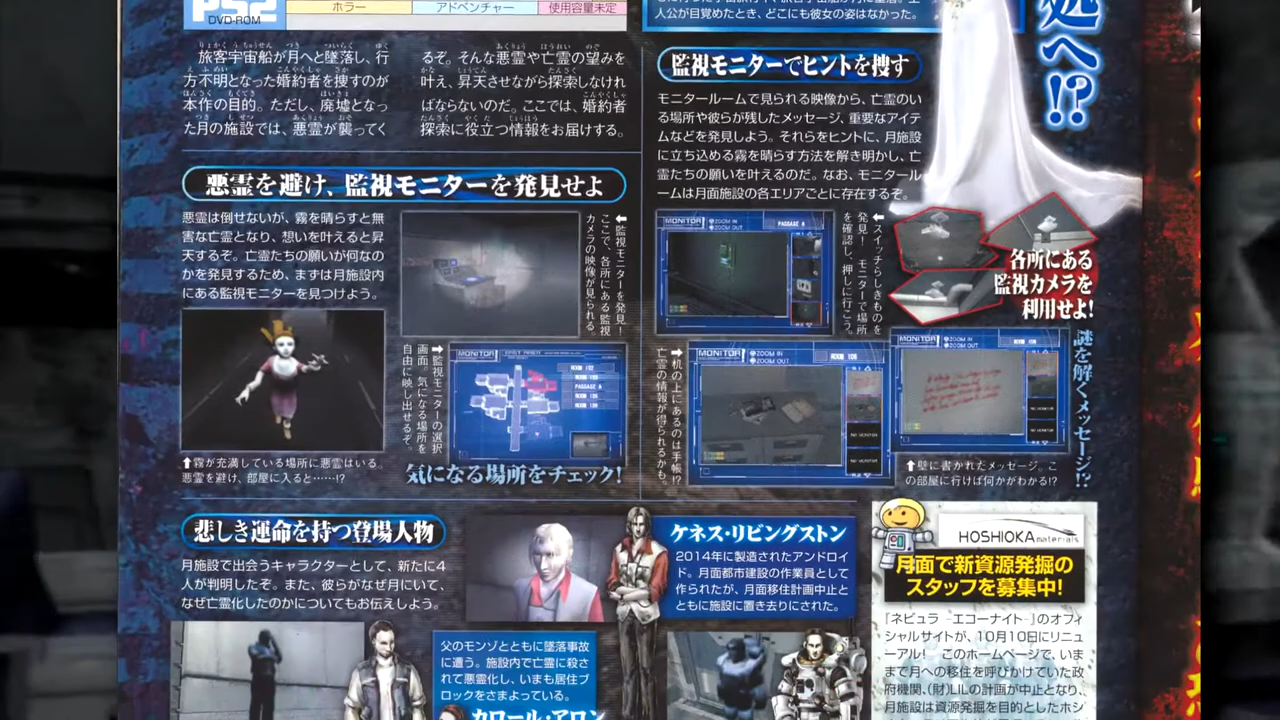 PS2
DVD-ROM
ホラー
アドベンチャー
使用容量未定
人公が目覚めたとき、どこにも彼女の姿はなかった。
処へ!?
旅客宇宙船が月へと墜落し、行
方不明となった婚約者を捜すのが
本作の目的。ただし、廃墟となっ
た月の施設では、悪霊が襲ってく
るぞ。そんな悪霊や亡霊の望みを
叶え、昇天させながら探索しなけれ
ばならないのだ。ここでは、婚約者
探索に役立つ情報をお届けする。
悪霊を避け、監視モニターを発見せよ
悪霊は倒せないが、霧を晴らすと無
害な亡霊となり、想いを叶えると昇
天するぞ。亡霊たちの願いが何なの
かを発見するため、まずは月施設内
にある監視モニターを見つけよう。
⬆霧が充満している場所に悪霊はいる。
悪霊を避け、部屋に入ると……!?
⬅監視モニターを発見!
ここで、各所にある監視
カメラの映像が見られる。
➡監視モニターの選択
画面。気になる場所を
自由に映し出せるぞ。
MONITOR
PASSAGE A
気になる場所をチェック!
監視モニターでヒントを捜す
モニタールームで見られる映像から、亡霊のい
る場所や彼らが残したメッセージ、重要なアイテ
ムなどを発見しよう。それらをヒントに、月施設
に立ち込める霧を晴らす方法を解き明かし、亡
霊たちの願いを叶えるのだ。なお、モニタールー
ムは月面施設の各エリアごとに存在するぞ。
MONITOR
ZOOM IN
ZOOM OUT
PASSAGE A
⬅スイッチらしきものを
発見! モニターで場所
を確認し、押しに行こう。
各所にある
監視カメラを
利用せよ!
➡机の上にあるのは手帳!?
亡霊の情報が得られるかも。
MONITOR
ZOOM IN
ZOOM OUT
NO MONITOR
NO MONITOR
MONITOR
ZOOM IN
ZOOM OUT
NO MONITOR
NO MONITOR
⬆壁に書かれたメッセージ。こ
の部屋に行けば何かがわかる!?
謎を解くメッセージ!?
悲しき運命を持つ登場人物
月施設で出会うキャラクターとして、新たに4
人が判明したぞ。また、彼らがなぜ月にいて、
なぜ亡霊化したのかについてもお伝えしよう。
ケネス・リビングストン
2014年に製造されたアンドロイ
ド。月面都市建設の作業員として
作られたが、月面移住計画中止と
ともに施設に置き去りにされた。
父のモンゾとともに墜落事故
に遭う。施設内で亡霊に殺さ
れて悪霊化し、いまも居住ブ
ロックをさまよっている。
カロール・アロン
HOSHIOKA materials
月面で新資源発掘の
スタッフを募集中!
『ネビュラ -エコーナイト-』のオフィ
シャルサイトが、10月10日にリニュ
ーアル! このホームページで、いま
まで月への移住を呼びかけていた政
府機関、(財)LILの計画が中止となり、
月施設は資源発掘を目的としたホシ